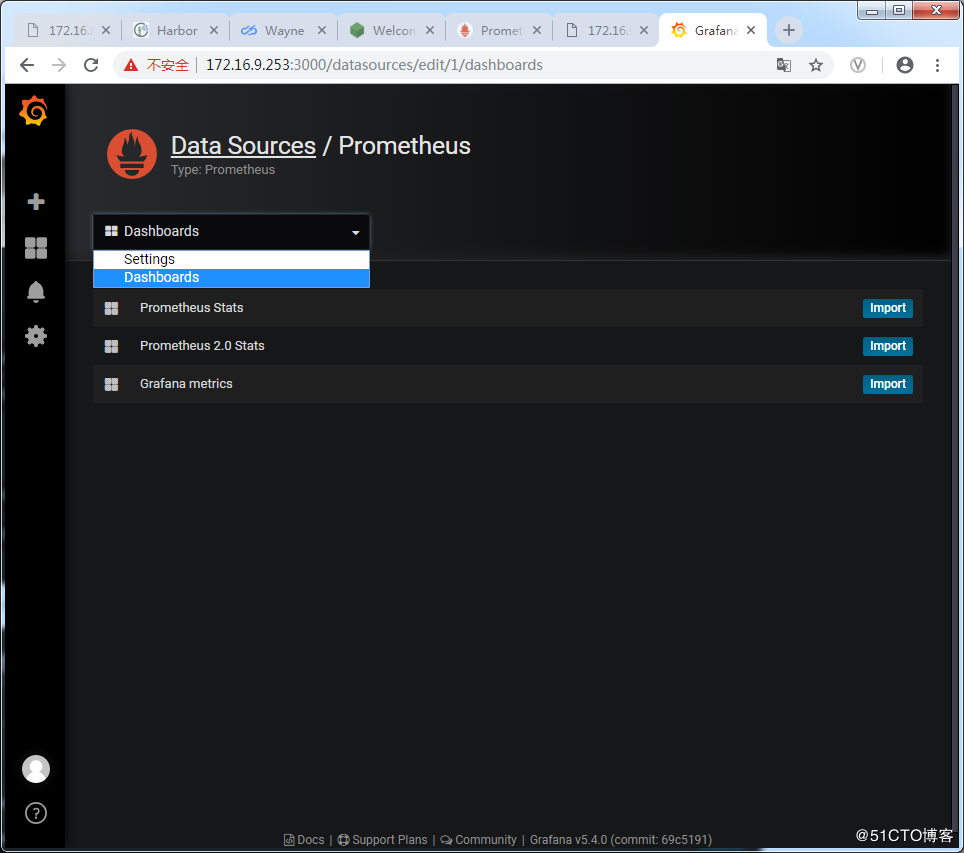 172.16.
Harbor
Wayne
Welcon
Promet
172.16.
Grafana
不安全
172.16.9.253:3000/datasources/edit/1/dashboards
Data Sources / Prometheus
Type: Prometheus
Dashboards
Settings
Dashboards
Prometheus Stats
Import
Prometheus 2.0 Stats
Import
Grafana metrics
Import
Docs | Support Plans | Community | Grafana v5.4.0 (commit: 69c5191)
@51CTO博客